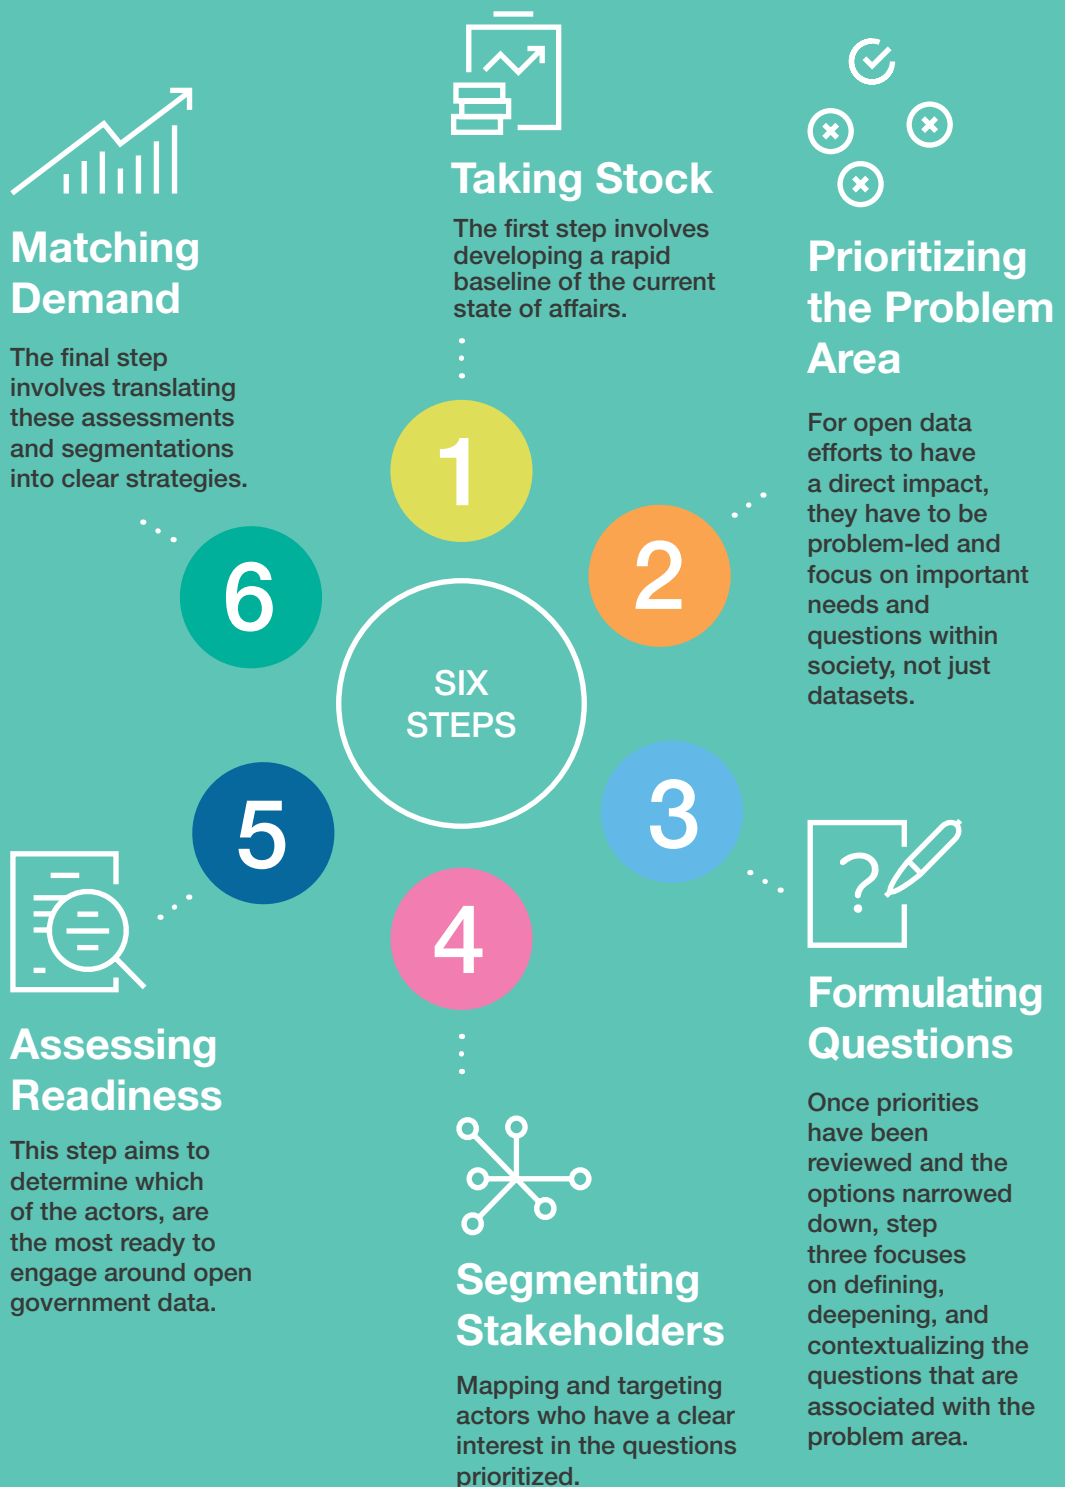 Taking Stock
The first step involves
developing a rapid
baseline of the current
state of affairs.
1
Prioritizing
the Problem
Area
For open data
efforts to have
a direct impact,
they have to be
problem-led and
focus on important
needs and
questions within
society, not just
datasets.
2
Formulating
Questions
Once priorities
have been
reviewed and the
options narrowed
down, step
three focuses
on defining,
deepening, and
contextualizing the
questions that are
associated with the
problem area.
3
Segmenting
Stakeholders
Mapping and targeting
actors who have a clear
interest in the questions
prioritized.
4
Assessing
Readiness
This step aims to
determine which
of the actors, are
the most ready to
engage around open
government data.
5
Matching
Demand
The final step
involves translating
these assessments
and segmentations
into clear strategies.
6
SIX
STEPS
?